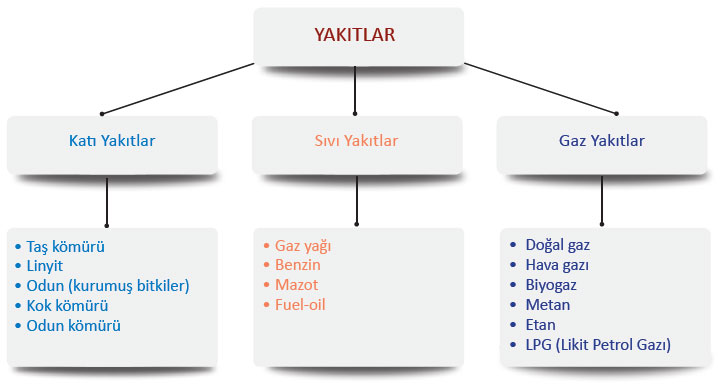 YAKITLAR
Katı Yakıtlar
Sıvı Yakıtlar
Gaz Yakıtlar
• Taş kömürü
• Linyit
• Odun (kurumuş bitkiler)
• Kok kömürü
• Odun kömürü
• Gaz yağı
• Benzin
• Mazot
• Fuel-oil
• Doğal gaz
• Hava gazı
• Biyogaz
• Metan
• Etan
• LPG (Likit Petrol Gazı)